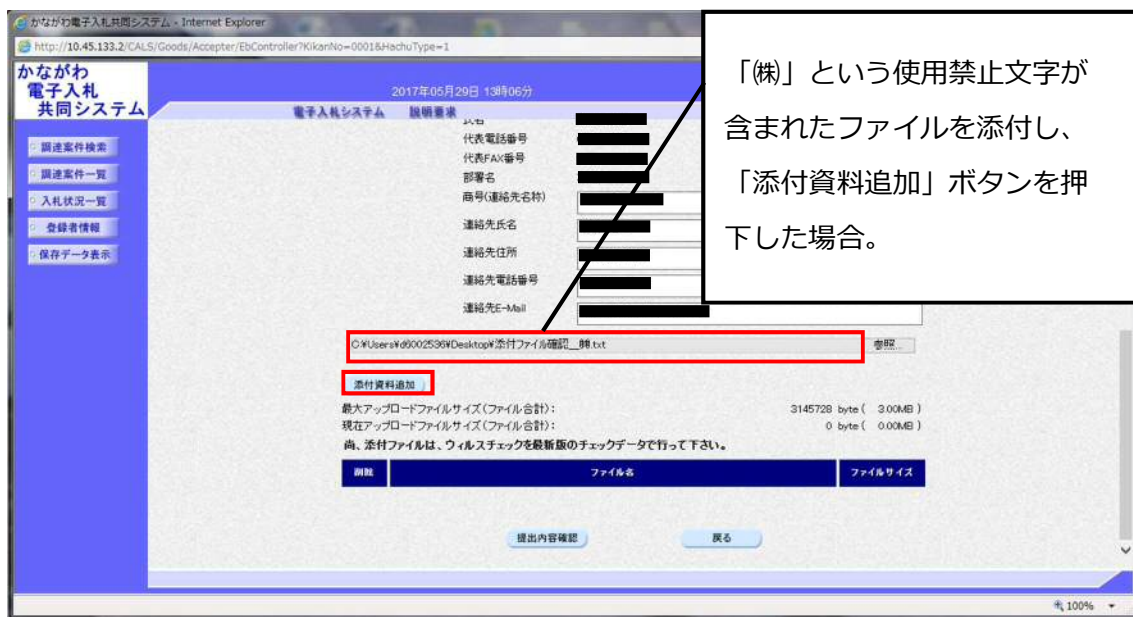 かながわ電子入札共同システム - Internet Explorer
http://10.45.133.2/CALS/Goods/Accepter/EbController?KikanNo=0001&HachuType=1
かながわ
電子入札
共同システム
2017年05月29日 13時06分
電子入札システム 説明要求
調達案件検索
調達案件一覧
入札状況一覧
登録者情報
保存データ表示
氏名
代表電話番号
代表FAX番号
部署名
商号(連絡先名称)
連絡先氏名
連絡先住所
連絡先電話番号
連絡先E-Mail
「㈱」という使用禁止文字が
含まれたファイルを添付し、
「添付資料追加」ボタンを押
下した場合。
C:¥Users¥d6002536¥Desktop¥添付ファイル確認__㈱.txt 参照...
添付資料追加
最大アップロードファイルサイズ(ファイル合計): 3145728 byte ( 3.00MB )
現在アップロードファイルサイズ(ファイル合計): 0 byte ( 0.00MB )
尚、添付ファイルは、ウィルスチェックを最新版のチェックデータで行って下さい。
削除 ファイル名 ファイルサイズ
提出内容確認 戻る
100%